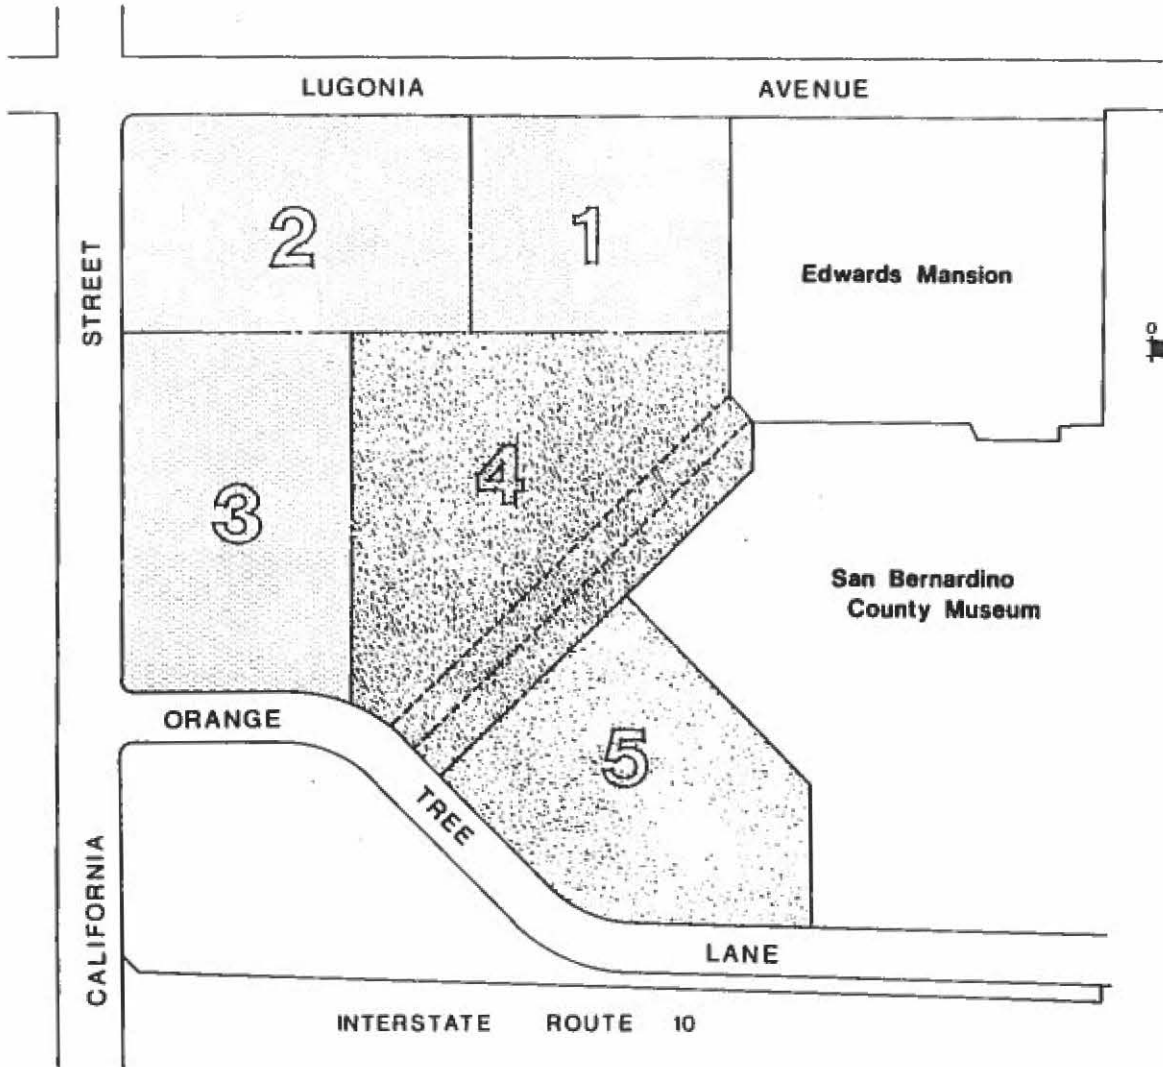 LUGONIA AVENUE
2
1
STREET
Edwards Mansion
0
4
3
San Bernardino
County Museum
ORANGE
5
TREE
CALIFORNIA
LANE
INTERSTATE ROUTE 10